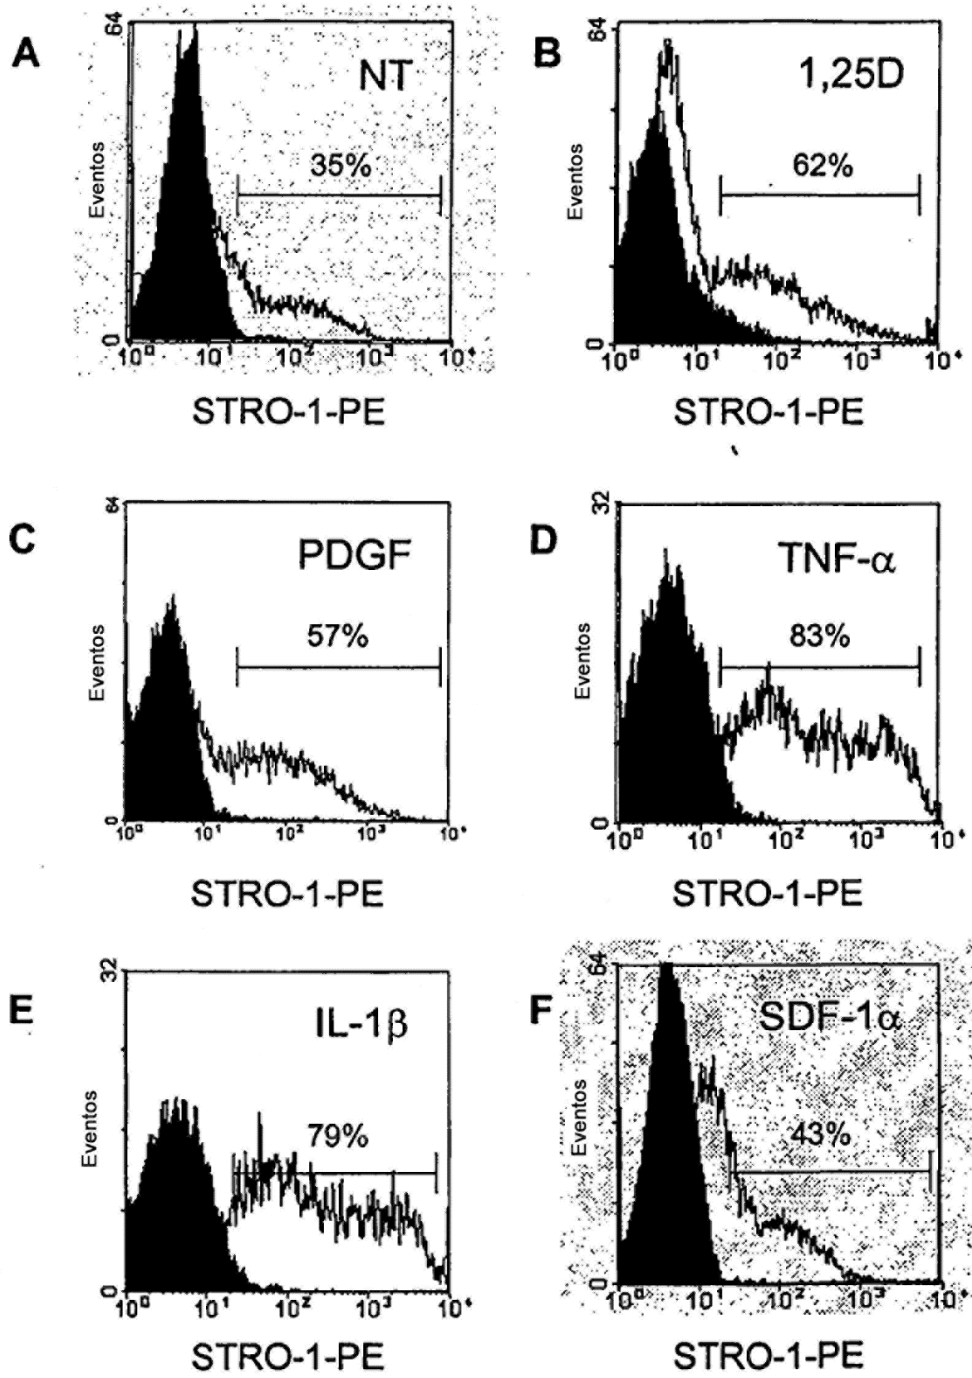 A
64
NT
35%
Eventos
0
10⁰ 10¹ 10² 10³ 10⁴
STRO-1-PE
B
64
1,25D
62%
Eventos
0
10⁰ 10¹ 10² 10³ 10⁴
STRO-1-PE
C
64
PDGF
57%
Eventos
0
10⁰ 10¹ 10² 10³ 10⁴
STRO-1-PE
D
32
TNF-α
83%
Eventos
0
10⁰ 10¹ 10² 10³ 10⁴
STRO-1-PE
E
32
IL-1β
79%
Eventos
0
10⁰ 10¹ 10² 10³ 10⁴
STRO-1-PE
F
64
SDF-1α
43%
Eventos
0
10⁰ 10¹ 10² 10³ 10⁴
STRO-1-PE